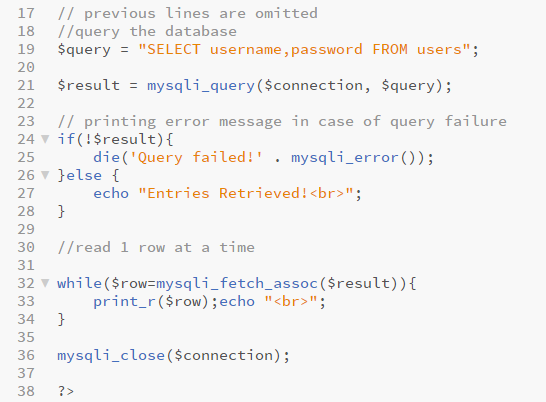 17 // previous lines are omitted
18 //query the database
19 $query = "SELECT username,password FROM users";
20
21 $result = mysqli_query($connection, $query);
22
23 // printing error message in case of query failure
24 if(!$result){
25     die('Query failed!' . mysqli_error());
26 }else {
27     echo "Entries Retrieved!<br>";
28 }
29
30 //read 1 row at a time
31
32 while($row=mysqli_fetch_assoc($result)){
33     print_r($row);echo "<br>";
34 }
35
36 mysqli_close($connection);
37
38 ?>